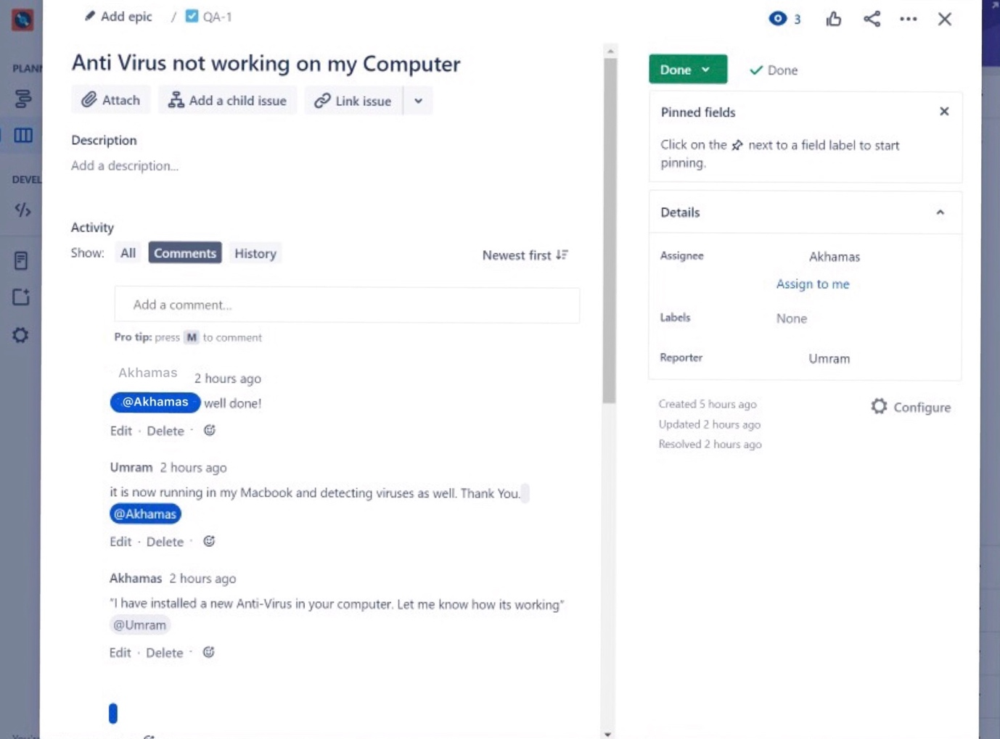 Add epic / QA-1
3
PLANN
Anti Virus not working on my Computer
Done
Done
Attach
Add a child issue
Link issue
Pinned fields
Click on the next to a field label to start
pinning.
Description
Add a description...
DEVEL
Details
Activity
Show: All Comments History
Newest first
Assignee Akhamas
Assign to me
Add a comment...
Labels None
Pro tip: press M to comment
Reporter Umram
Akhamas 2 hours ago
@Akhamas well done!
Edit · Delete ·
Created 5 hours ago
Configure
Updated 2 hours ago
Resolved 2 hours ago
Umram 2 hours ago
it is now running in my Macbook and detecting viruses as well. Thank You.
@Akhamas
Edit · Delete ·
Akhamas 2 hours ago
"I have installed a new Anti-Virus in your computer. Let me know how its working"
@Umram
Edit · Delete ·